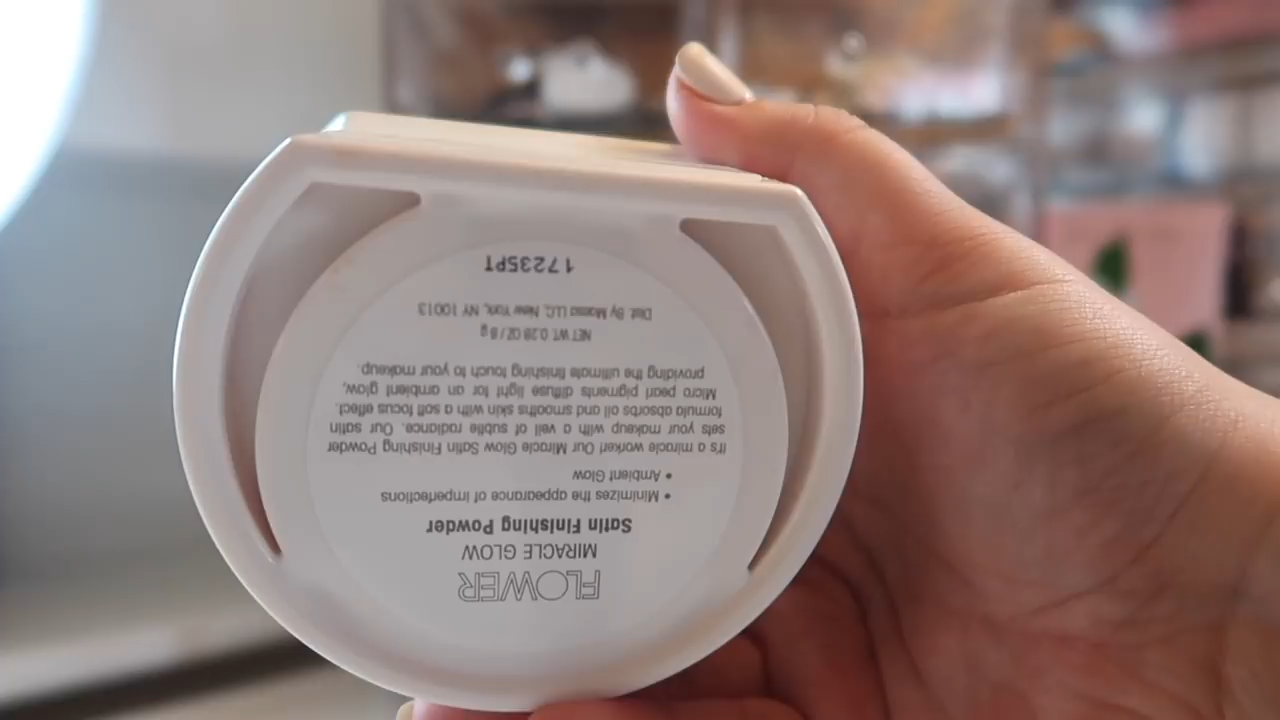 FLOWER
MIRACLE GLOW
Satin Finishing Powder
• Minimizes the appearance of imperfections
• Ambient Glow
It's a miracle worker! Our Miracle Glow Satin Finishing Powder
sets your makeup with a veil of subtle radiance. Our satin
formula absorbs oil and smooths skin with a soft focus effect.
Micro pearl pigments diffuse light for an ambient glow,
providing the ultimate finishing touch to your makeup.
NET WT. 0.28 OZ / 8 g
Dist. By Maesa LLC, New York, NY 10013
17235PT